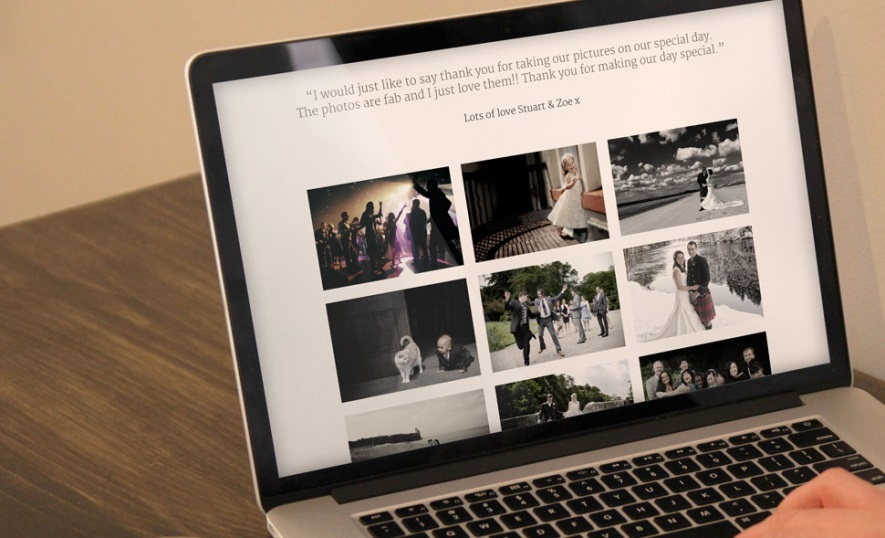 “I would just like to say thank you for taking our pictures on our special day.
The photos are fab and I just love them!! Thank you for making our day special.”
Lots of love Stuart & Zoe x